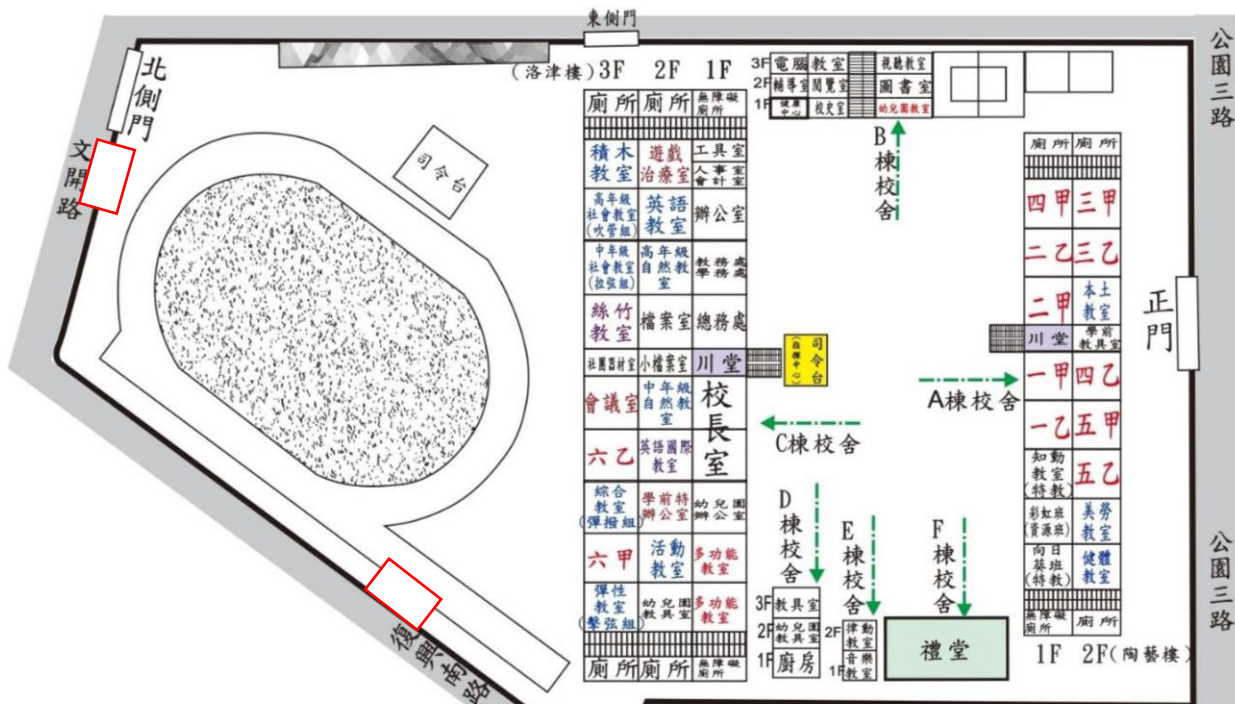 東側門
北側門
文開路
司令台
復興南路
(洛津樓) 3F 2F 1F
廁所 廁所 無障礙廁所
積木教室 遊戲治療室 工具室
人事室
會計室
高年級社會教室(吹管組) 英語教室 辦公室
中年級社會教室(拉弦組) 高年級自然教室 教務處 學務處
絲竹教室 檔案室 總務處
社團器材室 小檔案室 川堂
會議室 中年級自然教室 校長室
六乙 英語國際教室
綜合教室(彈撥組) 學前特辦公室 幼兒園辦公室
六甲 活動教室 多功能教室
彈性教室(擊弦組) 幼兒園教具室 多功能教室
廁所 廁所 無障礙廁所
3F 電腦教室 視聽教室
2F 輔導室 閱覽室 圖書室
1F 健康中心 校史室 幼兒園教室
B棟校舍
司令台(指揮中心)
A棟校舍
C棟校舍
D棟校舍
E棟校舍
F棟校舍
3F 教具室
2F 幼兒園教具室
1F 廚房
2F 律動教室
1F 音樂教室
禮堂
廁所 廁所
四甲 三甲
二乙 三乙
二甲 本土教室
川堂 學前教具室
一甲 四乙
一乙 五甲
知動教室(特教) 五乙
彩虹班(資源班) 美勞教室
向日葵班(特教) 健體教室
無障礙廁所 廁所
1F 2F(陶藝樓)
正門
公園三路
公園三路